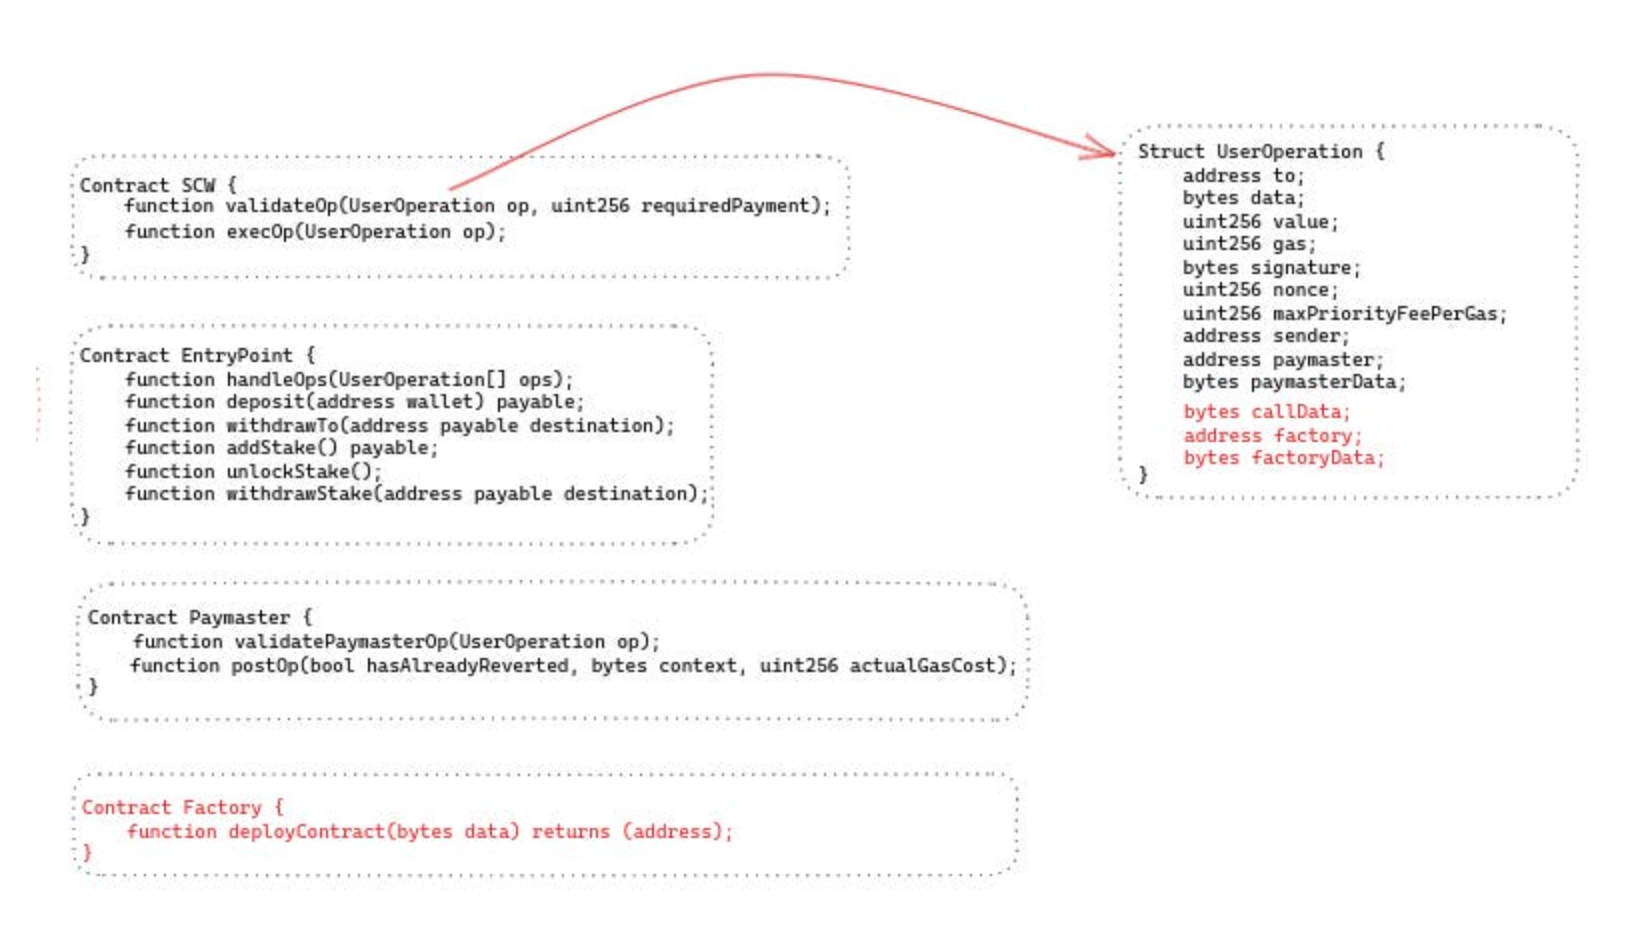 Contract SCW {
function validateOp(UserOperation op, uint256 requiredPayment);
function execOp(UserOperation op);
}
Contract EntryPoint {
function handleOps(UserOperation[] ops);
function deposit(address wallet) payable;
function withdrawTo(address payable destination);
function addStake() payable;
function unlockStake();
function withdrawStake(address payable destination);
}
Contract Paymaster {
function validatePaymasterOp(UserOperation op);
function postOp(bool hasAlreadyReverted, bytes context, uint256 actualGasCost);
}
Contract Factory {
function deployContract(bytes data) returns (address);
}
Struct UserOperation {
address to;
bytes data;
uint256 value;
uint256 gas;
bytes signature;
uint256 nonce;
uint256 maxPriorityFeePerGas;
address sender;
address paymaster;
bytes paymasterData;
bytes callData;
address factory;
bytes factoryData;
}